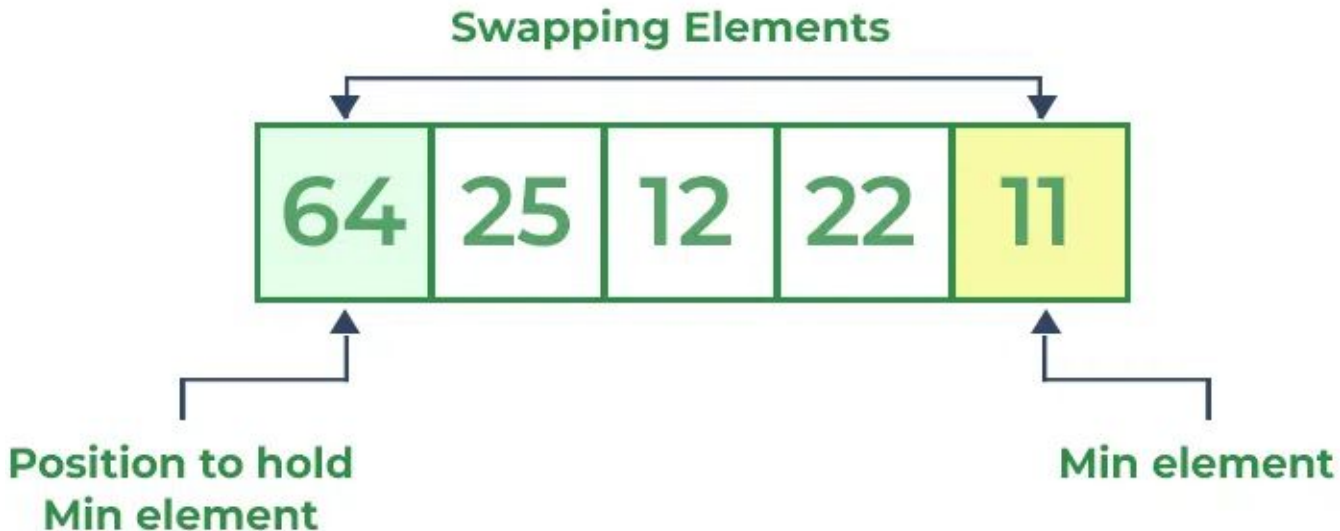 Swapping Elements
64 25 12 22 11
Position to hold
Min element
Min element